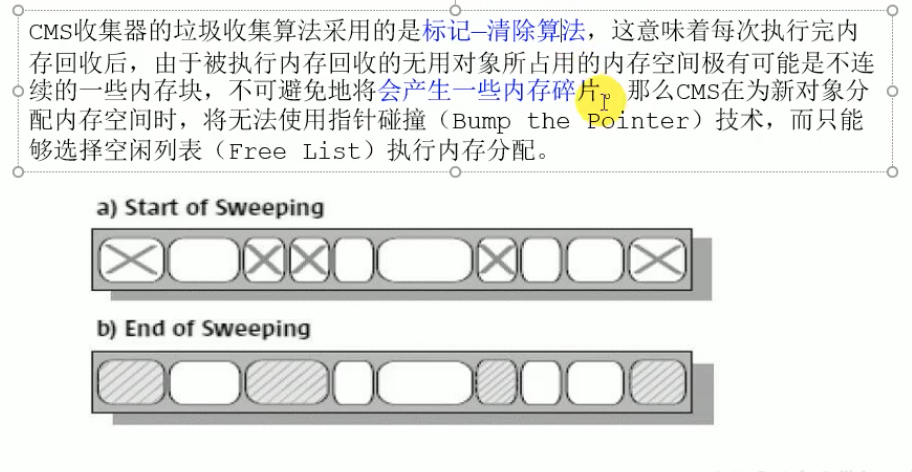 CMS收集器的垃圾收集算法采用的是标记—清除算法，这意味着每次执行完内
存回收后，由于被执行内存回收的无用对象所占用的内存空间极有可能是不连
续的一些内存块，不可避免地将会产生一些内存碎片。那么CMS在为新对象分
配内存空间时，将无法使用指针碰撞（Bump the Pointer）技术，而只能
够选择空闲列表（Free List）执行内存分配。
a) Start of Sweeping
b) End of Sweeping